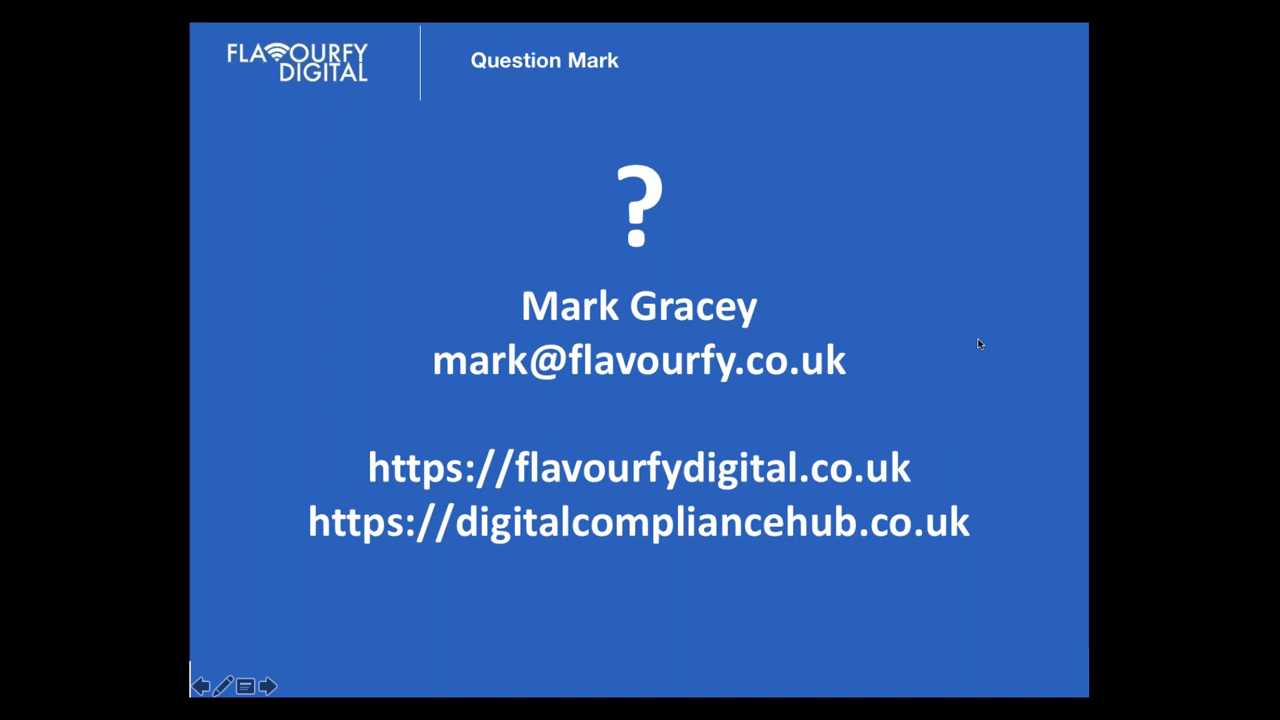 FLAVOURFY
DIGITAL
Question Mark
?
Mark Gracey
mark@flavourfy.co.uk
https://flavourfydigital.co.uk
https://digitalcompliancehub.co.uk